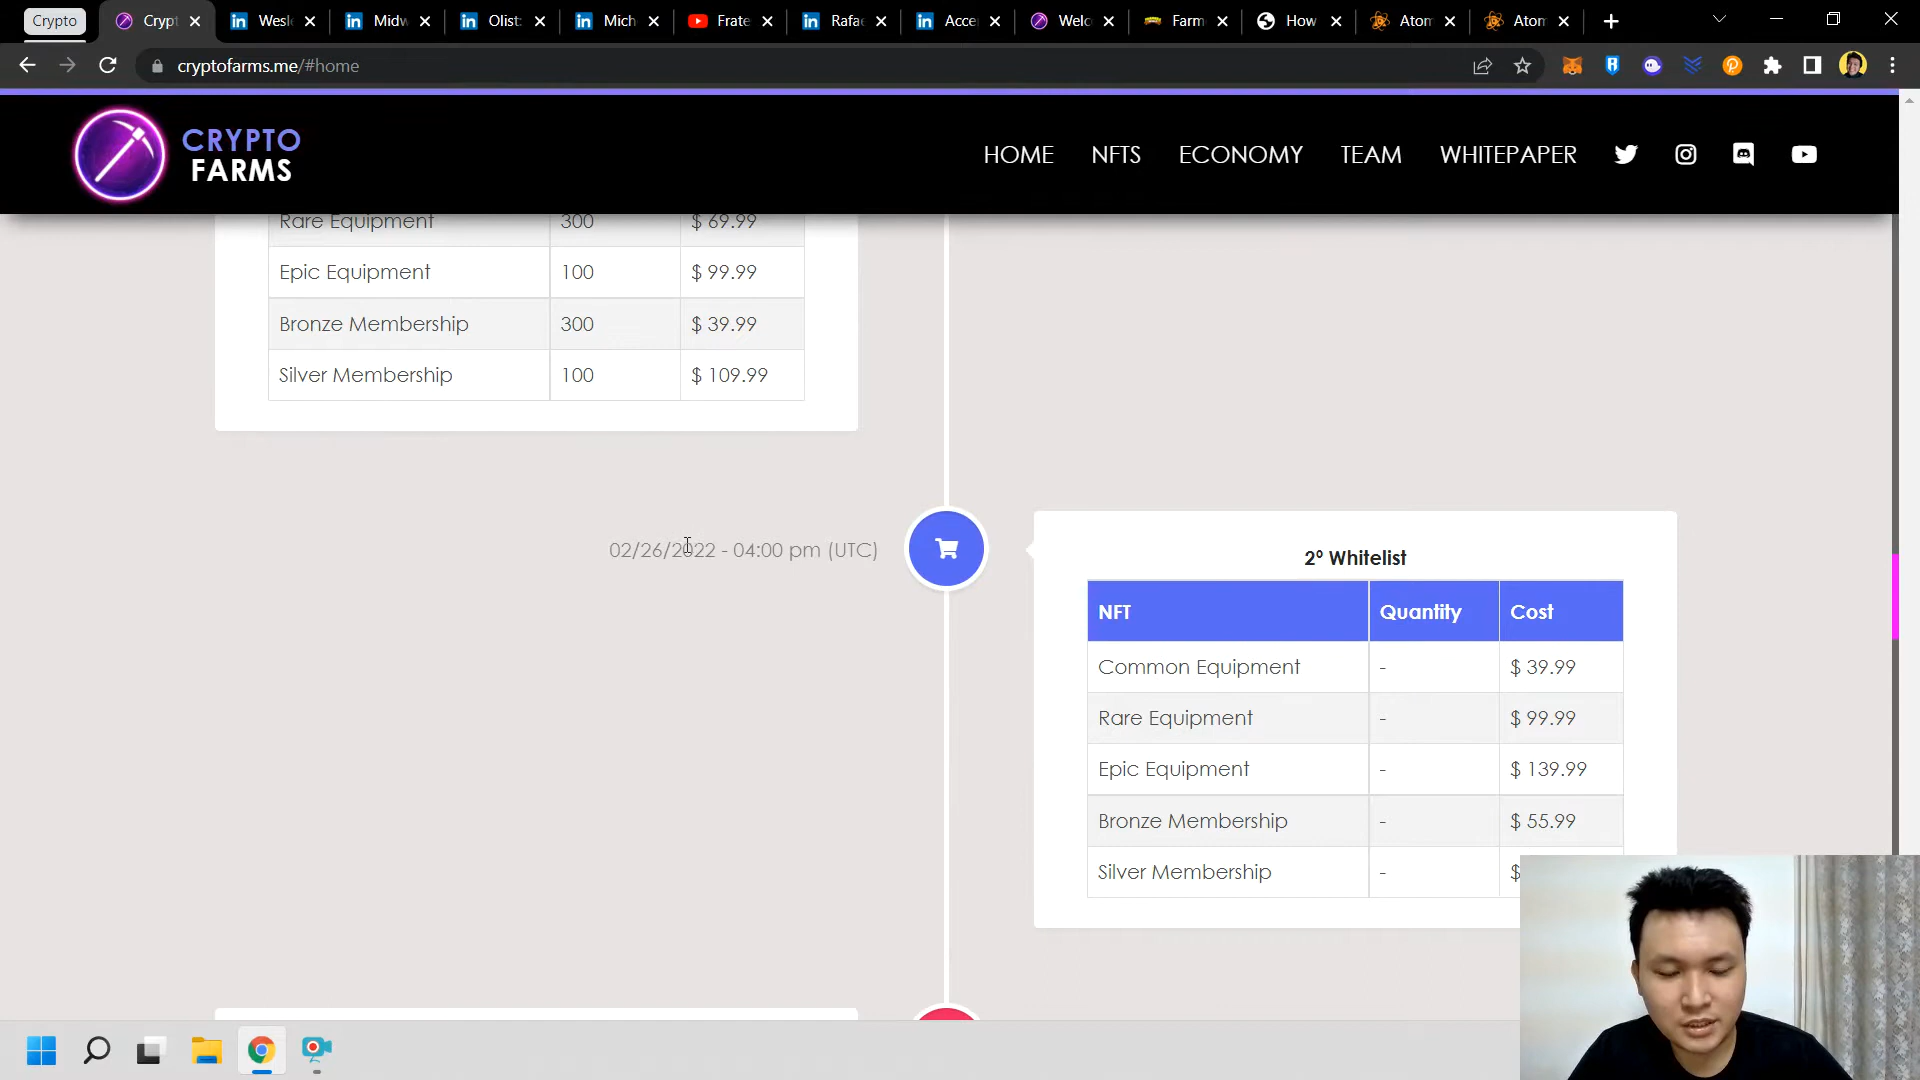 Crypto
Crypt
Wesl
Midw
Olist:
Mich
Frate
Rafae
Acce
Welc
Farm
How
Atom
Atom
cryptofarms.me/#home
CRYPTO
FARMS
HOME
NFTS
ECONOMY
TEAM
WHITEPAPER
Rare Equipment 300 $ 69.99
Epic Equipment 100 $ 99.99
Bronze Membership 300 $ 39.99
Silver Membership 100 $ 109.99
02/26/2022 - 04:00 pm (UTC)
2º Whitelist
NFT Quantity Cost
Common Equipment - $ 39.99
Rare Equipment - $ 99.99
Epic Equipment - $ 139.99
Bronze Membership - $ 55.99
Silver Membership - $